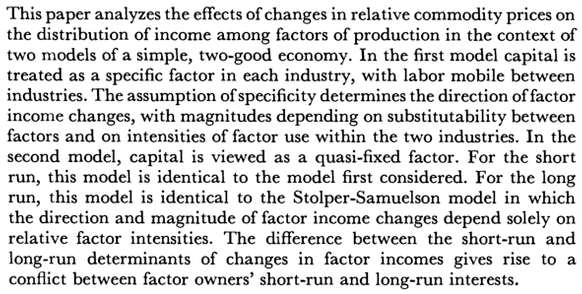 This paper analyzes the effects of changes in relative commodity prices on
the distribution of income among factors of production in the context of
two models of a simple, two-good economy. In the first model capital is
treated as a specific factor in each industry, with labor mobile between
industries. The assumption of specificity determines the direction of factor
income changes, with magnitudes depending on substitutability between
factors and on intensities of factor use within the two industries. In the
second model, capital is viewed as a quasi-fixed factor. For the short
run, this model is identical to the model first considered. For the long
run, this model is identical to the Stolper-Samuelson model in which
the direction and magnitude of factor income changes depend solely on
relative factor intensities. The difference between the short-run and
long-run determinants of changes in factor incomes gives rise to a
conflict between factor owners' short-run and long-run interests.